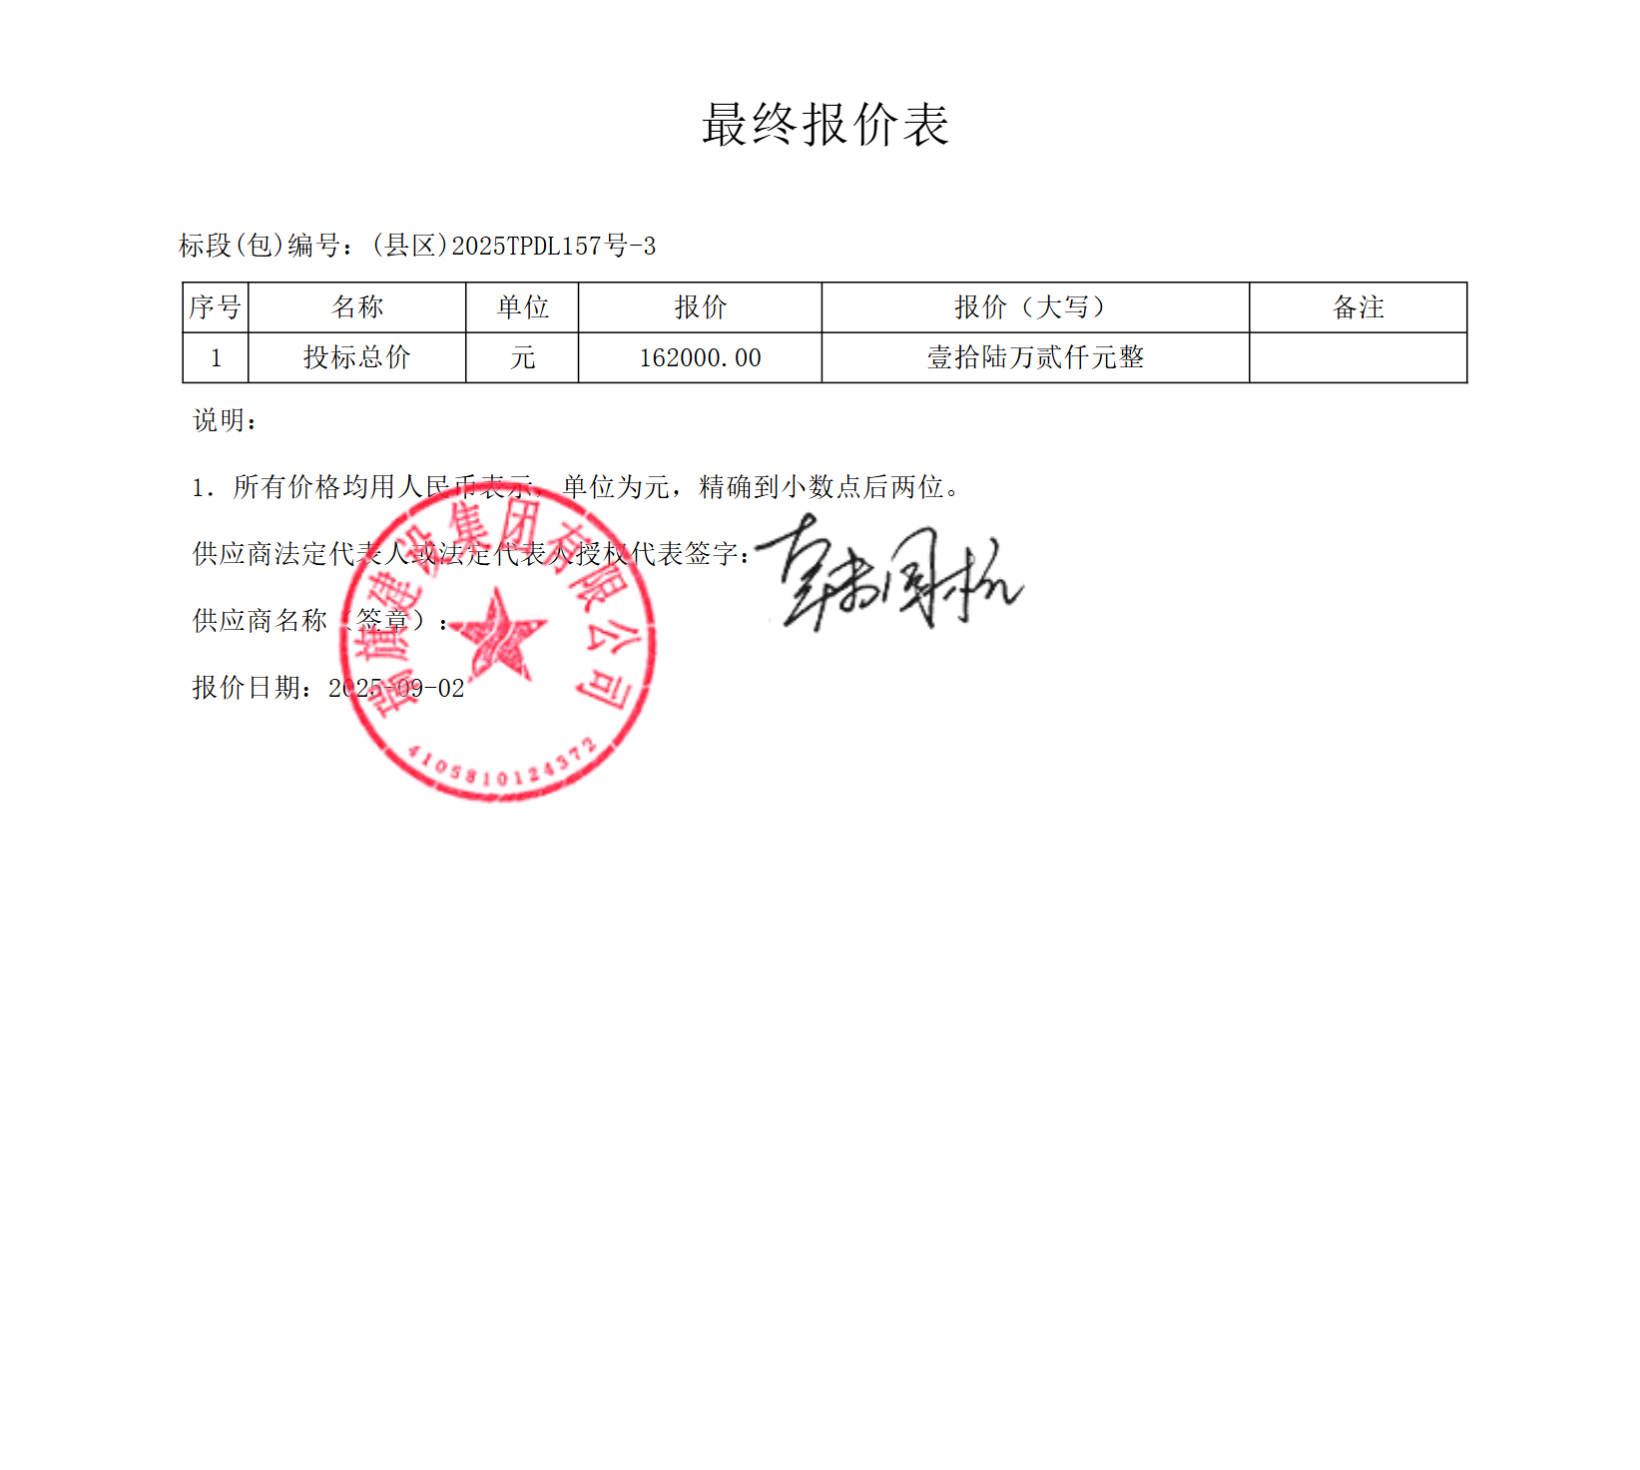 最终报价表
标段(包)编号：(县区)2025TPDL157号-3
序号 名称 单位 报价 报价（大写） 备注
1 投标总价 元 162000.00 壹拾陆万贰仟元整
说明：
1．所有价格均用人民币表示，单位为元，精确到小数点后两位。
供应商法定代表人或法定代表人授权代表签字：
供应商名称（签章）：
报价日期：2025-09-02
瑞旗建设集团有限公司
4105810124372